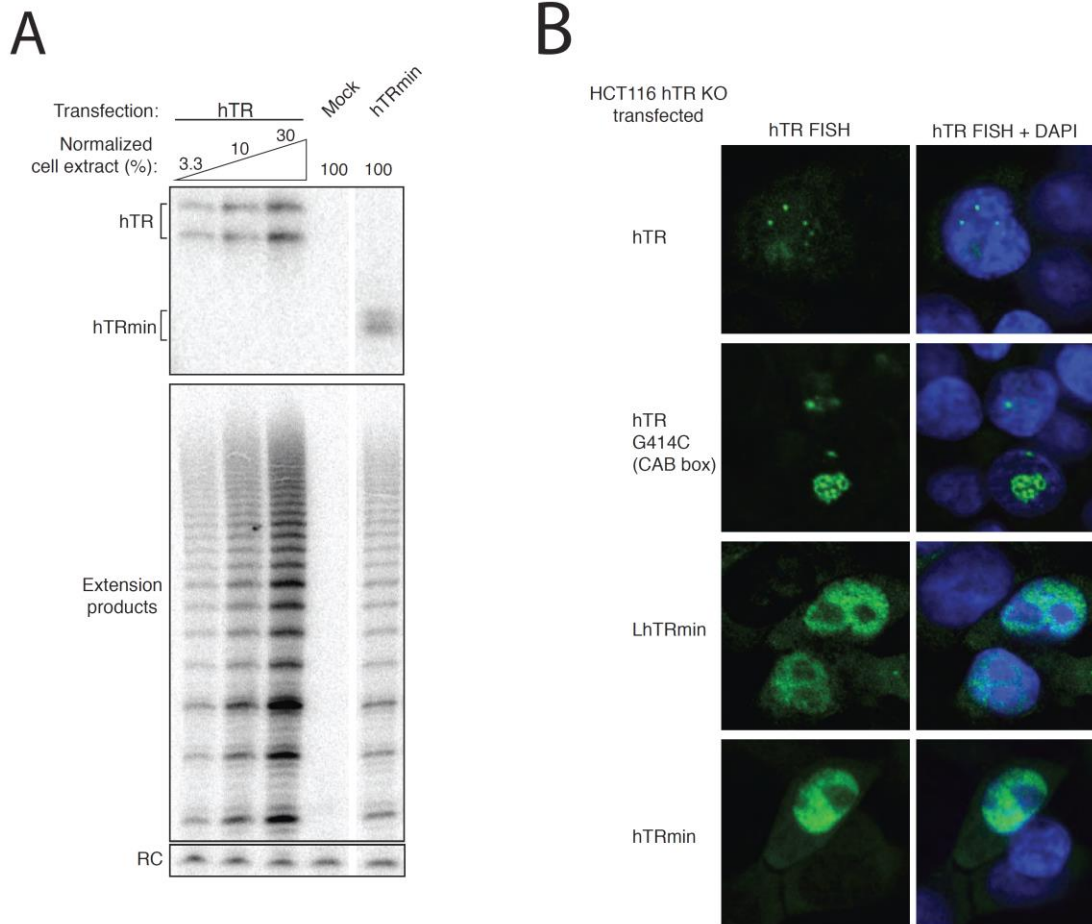 A
Transfection: hTR Mock hTRmin
Normalized
cell extract (%): 3.3 10 30 100 100
hTR
hTRmin
Extension
products
RC
B
HCT116 hTR KO
transfected
hTR FISH hTR FISH + DAPI
hTR
hTR
G414C
(CAB box)
LhTRmin
hTRmin